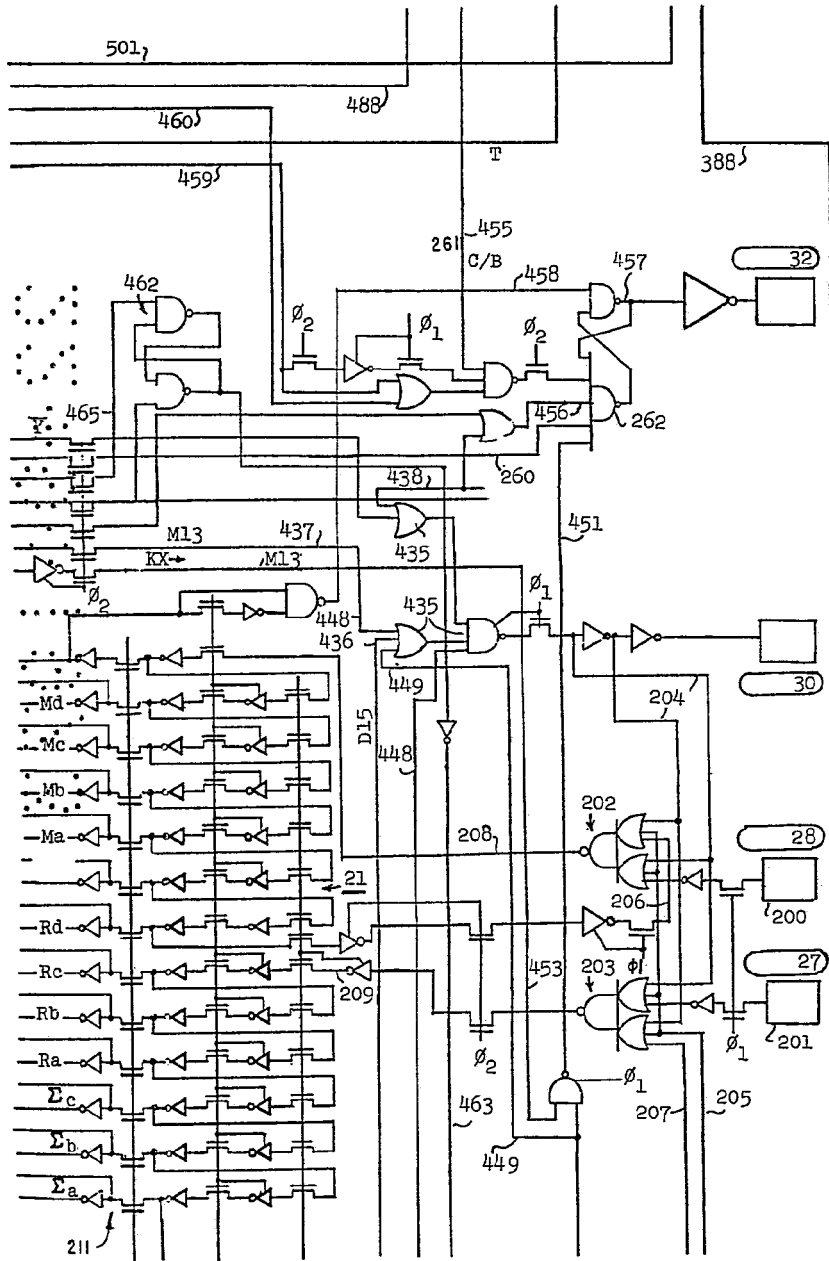 501
488
460
T
459
388
455
261
C/B
32
458
457
462
Ø2
Ø1
Ø2
465
Y̅
456
262
260
438
451
M13
437
435
KX→
M13
Ø2
448
435
Ø1
436
449
30
204
Md
D15
Mc
448
Mb
202
28
Ma
208
21
206
200
Rd
27
Rc
209
453
Φ1
203
Rb
201
Ø1
Ra
Ø2
Σc
Ø1
463
207
205
Σb
449
Σa
211